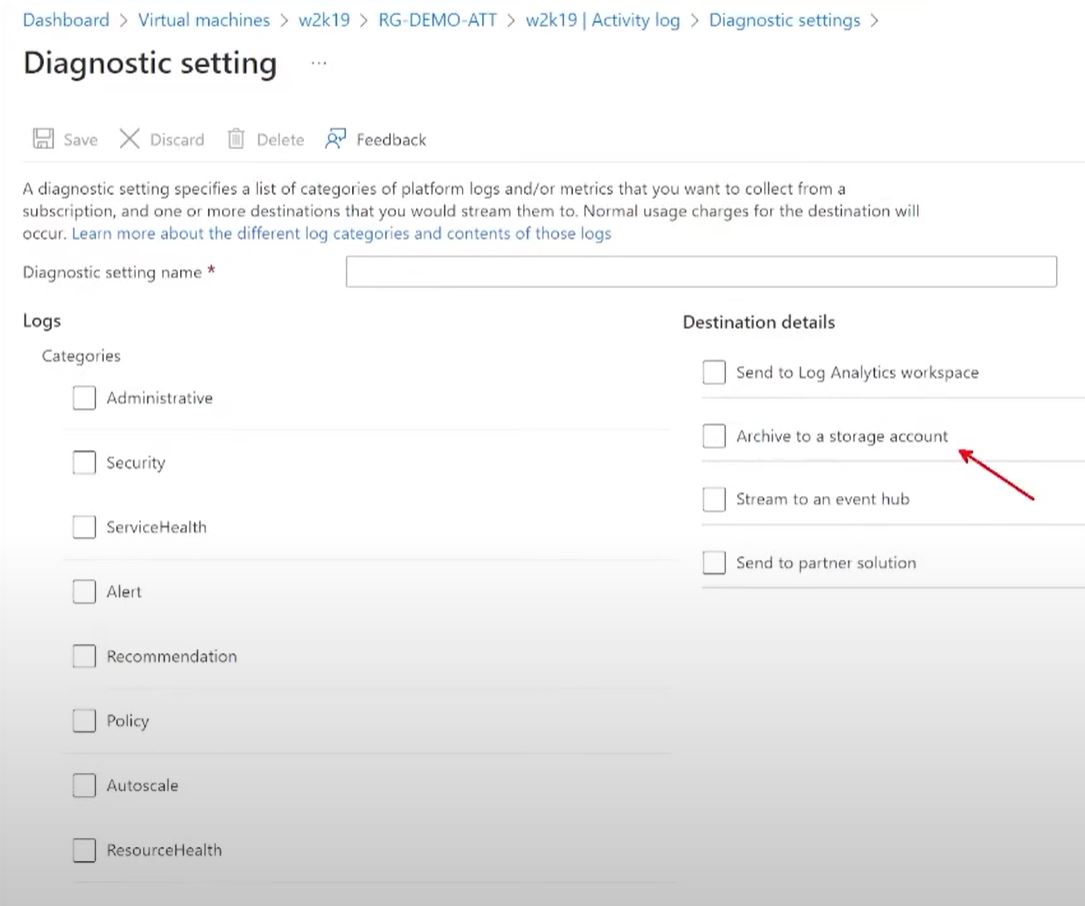 Dashboard > Virtual machines > w2k19 > RG-DEMO-ATT > w2k19 | Activity log > Diagnostic settings >
Diagnostic setting ...
Save Discard Delete Feedback
A diagnostic setting specifies a list of categories of platform logs and/or metrics that you want to collect from a
subscription, and one or more destinations that you would stream them to. Normal usage charges for the destination will
occur. Learn more about the different log categories and contents of those logs
Diagnostic setting name *
Logs
Categories
Administrative
Security
ServiceHealth
Alert
Recommendation
Policy
Autoscale
ResourceHealth
Destination details
Send to Log Analytics workspace
Archive to a storage account
Stream to an event hub
Send to partner solution